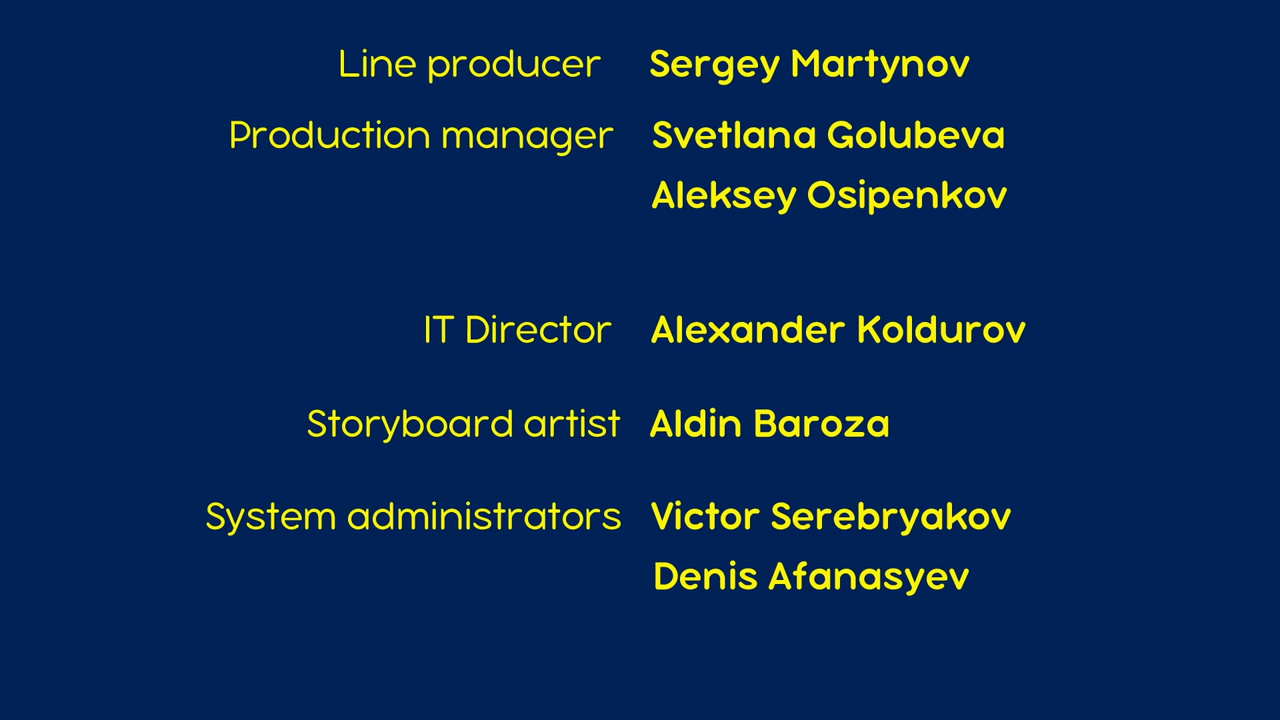 Line producer Sergey Martynov
Production manager Svetlana Golubeva
Aleksey Osipenkov
IT Director Alexander Koldurov
Storyboard artist Aldin Baroza
System administrators Victor Serebryakov
Denis Afanasyev